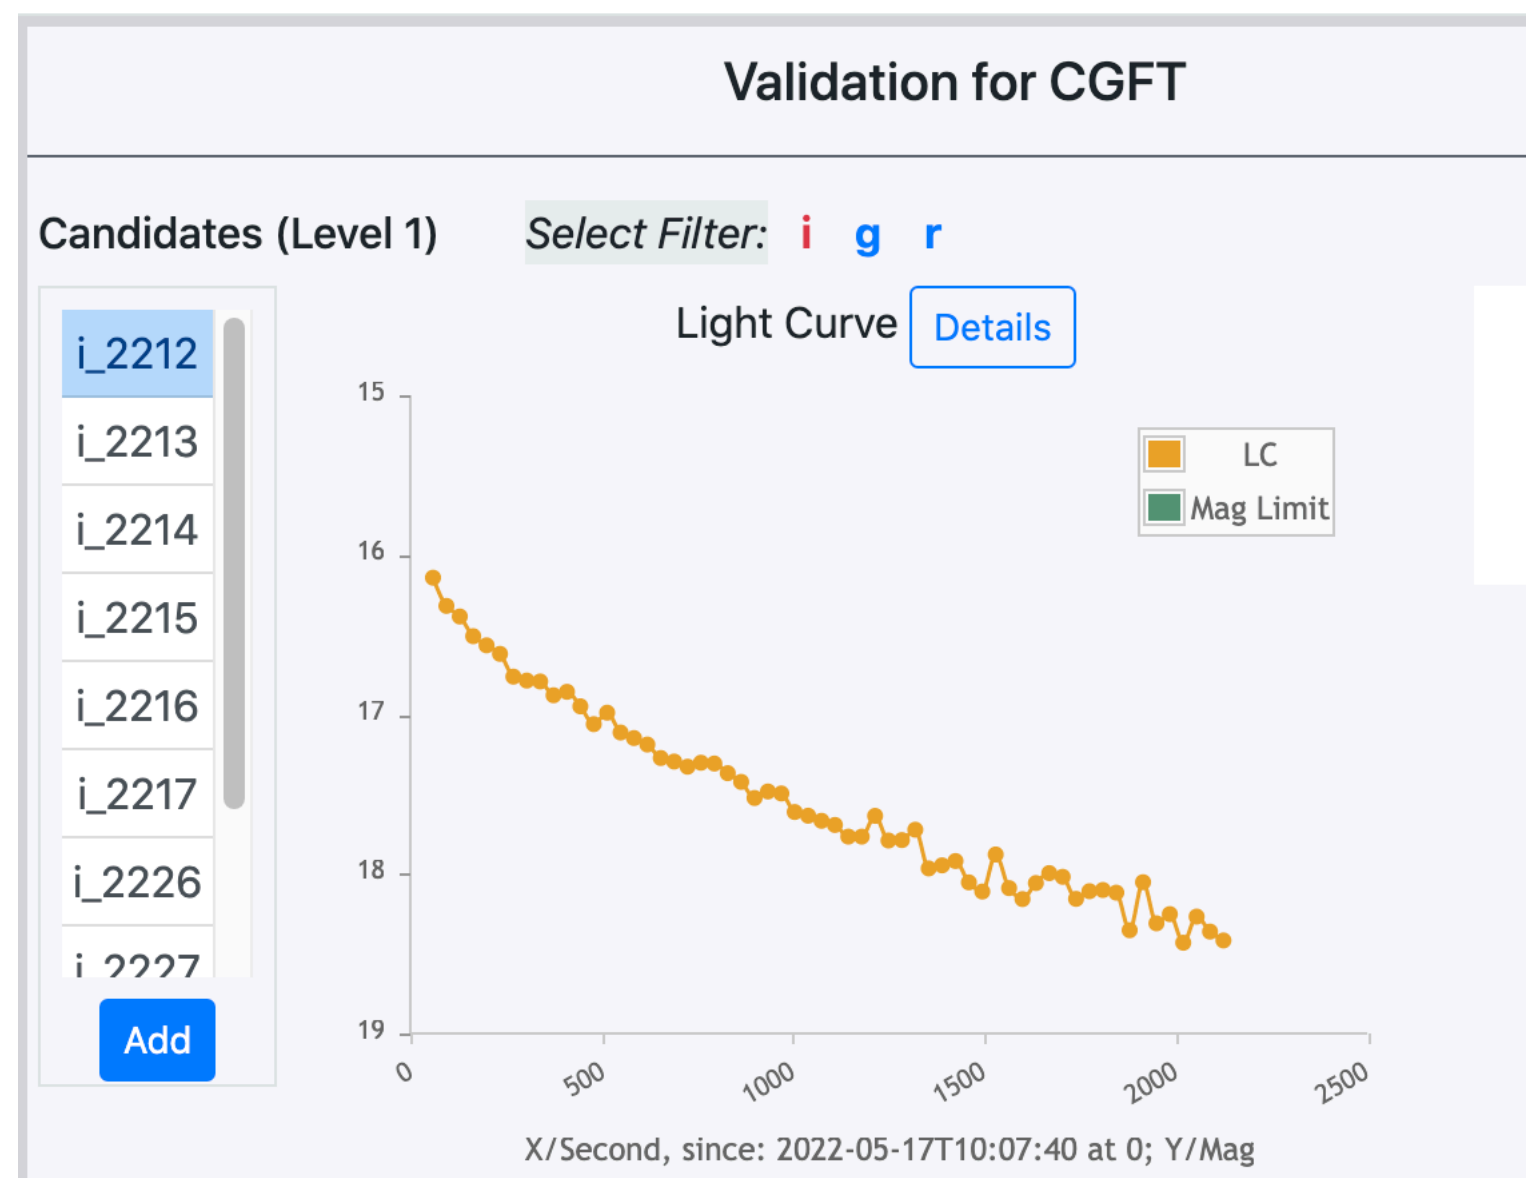 Validation for CGFT
Candidates (Level 1)
Select Filter: i g r
Light Curve Details
i_2212
i_2213
i_2214
i_2215
i_2216
i_2217
i_2226
i_2227
Add
15
16
17
18
19
LC
Mag Limit
0 500 1000 1500 2000 2500
X/Second, since: 2022-05-17T10:07:40 at 0; Y/Mag